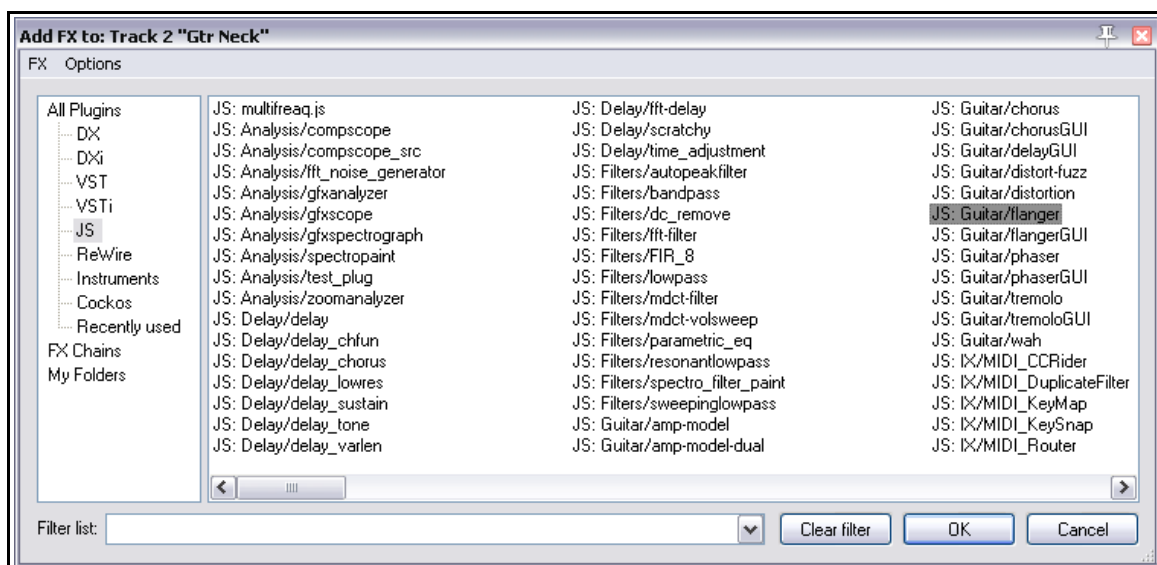 Add FX to: Track 2 "Gtr Neck"
FX Options
All Plugins
DX
DXi
VST
VSTi
JS
ReWire
Instruments
Cockos
Recently used
FX Chains
My Folders
JS: multifreaq.js
JS: Analysis/compscope
JS: Analysis/compscope_src
JS: Analysis/fft_noise_generator
JS: Analysis/gfxanalyzer
JS: Analysis/gfxscope
JS: Analysis/gfxspectrograph
JS: Analysis/spectropaint
JS: Analysis/test_plug
JS: Analysis/zoomanalyzer
JS: Delay/delay
JS: Delay/delay_chfun
JS: Delay/delay_chorus
JS: Delay/delay_lowres
JS: Delay/delay_sustain
JS: Delay/delay_tone
JS: Delay/delay_varlen
JS: Delay/fft-delay
JS: Delay/scratchy
JS: Delay/time_adjustment
JS: Filters/autopeakfilter
JS: Filters/bandpass
JS: Filters/dc_remove
JS: Filters/fft-filter
JS: Filters/FIR_8
JS: Filters/lowpass
JS: Filters/mdct-filter
JS: Filters/mdct-volsweep
JS: Filters/parametric_eq
JS: Filters/resonantlowpass
JS: Filters/spectro_filter_paint
JS: Filters/sweepinglowpass
JS: Guitar/amp-model
JS: Guitar/amp-model-dual
JS: Guitar/chorus
JS: Guitar/chorusGUI
JS: Guitar/delayGUI
JS: Guitar/distort-fuzz
JS: Guitar/distortion
JS: Guitar/flanger
JS: Guitar/flangerGUI
JS: Guitar/phaser
JS: Guitar/phaserGUI
JS: Guitar/tremolo
JS: Guitar/tremoloGUI
JS: Guitar/wah
JS: IX/MIDI_CCRider
JS: IX/MIDI_DuplicateFilter
JS: IX/MIDI_KeyMap
JS: IX/MIDI_KeySnap
JS: IX/MIDI_Router
Filter list: Clear filter OK Cancel